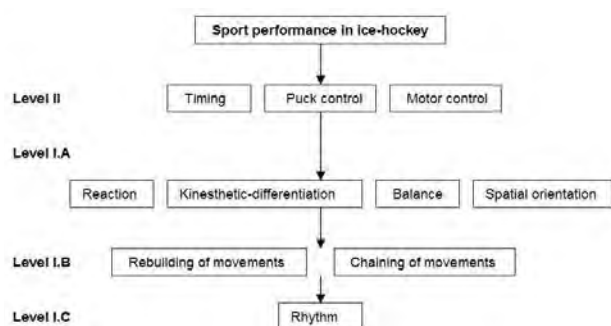 Sport performance in ice-hockey
Level II
Timing
Puck control
Motor control
Level I.A
Reaction
Kinesthetic-differentiation
Balance
Spatial orientation
Level I.B
Rebuilding of movements
Chaining of movements
Level I.C
Rhythm